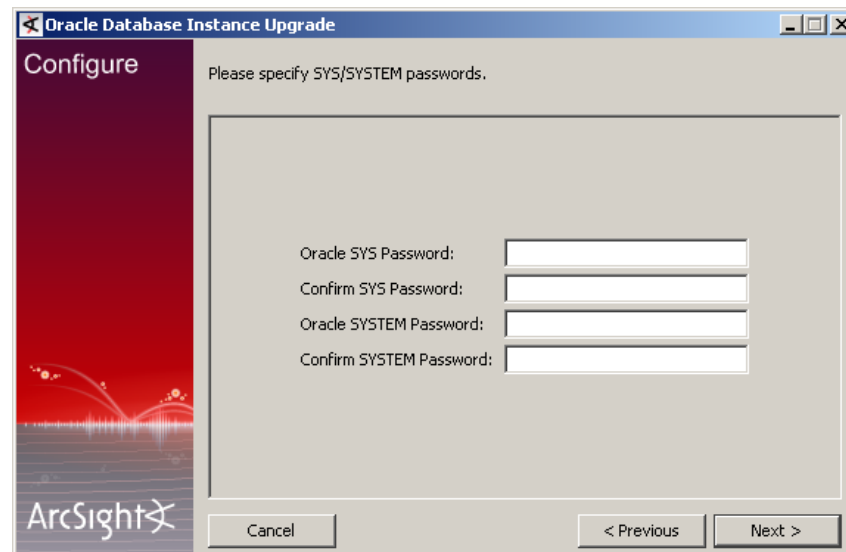 Oracle Database Instance Upgrade
Configure
Please specify SYS/SYSTEM passwords.
Oracle SYS Password:
Confirm SYS Password:
Oracle SYSTEM Password:
Confirm SYSTEM Password:
ArcSight
Cancel
< Previous
Next >